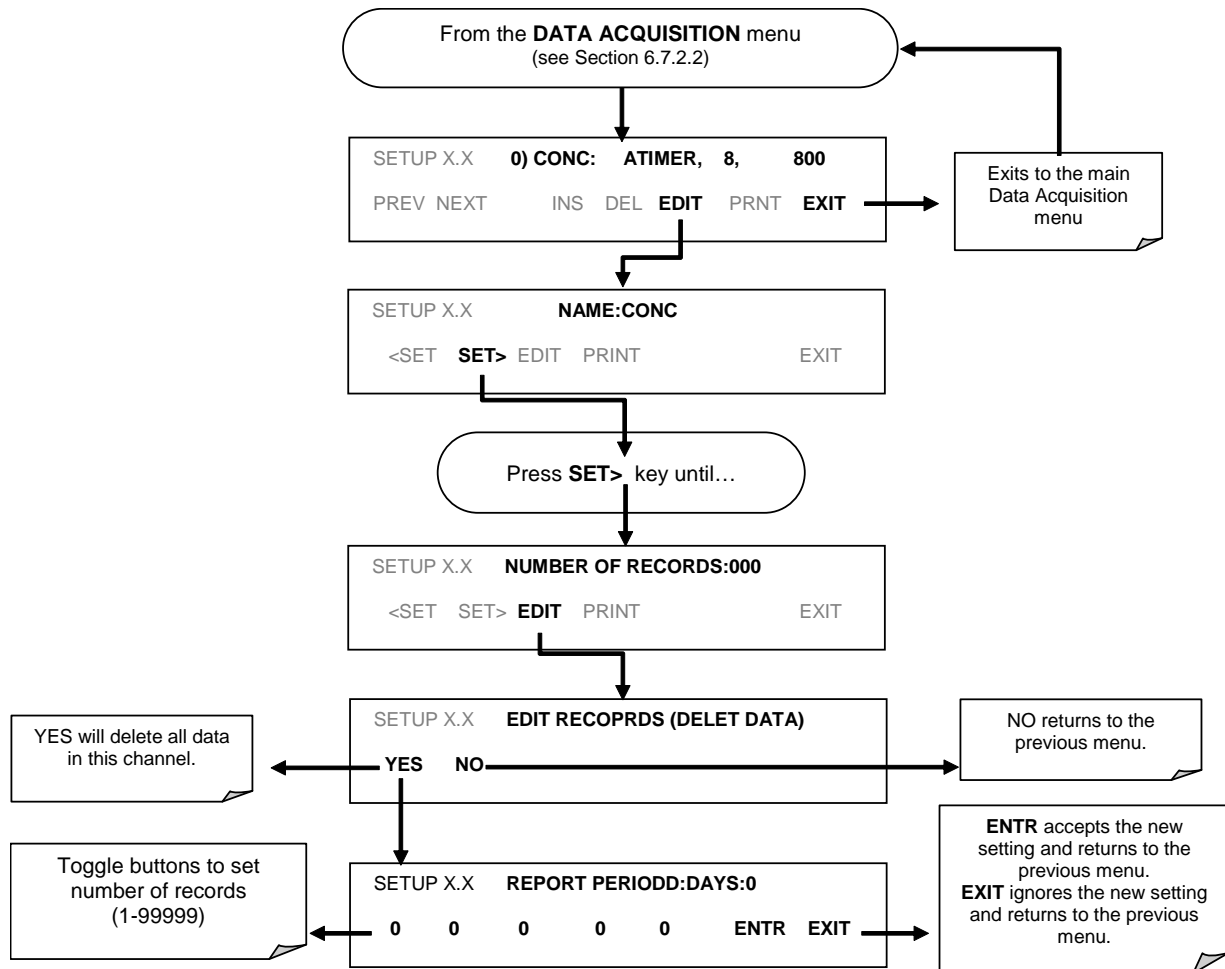 From the DATA ACQUISITION menu
(see Section 6.7.2.2)
SETUP X.X 0) CONC: ATIMER, 8, 800
PREV NEXT INS DEL EDIT PRNT EXIT
Exits to the main
Data Acquisition
menu
SETUP X.X NAME:CONC
<SET SET> EDIT PRINT EXIT
Press SET> key until…
SETUP X.X NUMBER OF RECORDS:000
<SET SET> EDIT PRINT EXIT
YES will delete all data
in this channel.
SETUP X.X EDIT RECOPRDS (DELET DATA)
YES NO
NO returns to the
previous menu.
Toggle buttons to set
number of records
(1-99999)
SETUP X.X REPORT PERIODD:DAYS:0
0 0 0 0 0 ENTR EXIT
ENTR accepts the new
setting and returns to the
previous menu.
EXIT ignores the new setting
and returns to the previous
menu.